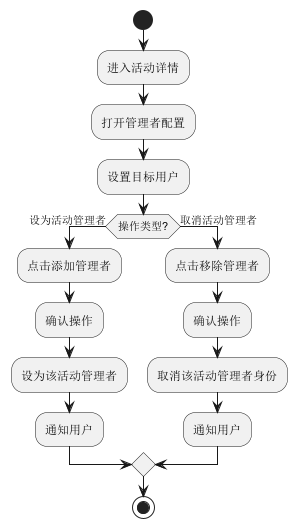 进入活动详情
打开管理者配置
设置目标用户
设为活动管理者
操作类型?
取消活动管理者
点击添加管理者
点击移除管理者
确认操作
确认操作
设为该活动管理者
取消该活动管理者身份
通知用户
通知用户